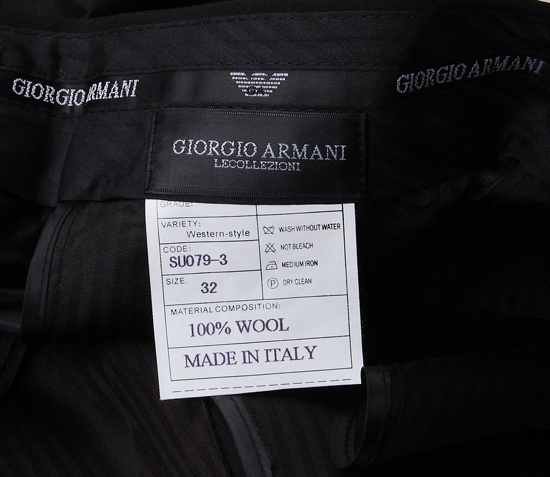 GIORGIO ARMANI
GIORGIO ARMANI
GIORGIO ARMANI
LECOLLEZIONI
GRADE:
VARIETY:
Western-style
CODE:
SU079-3
SIZE.
32
WASH WITHOUT WATER
NOT BLEACH
MEDIUM IRON
P DRY CLEAN
MATERIAL COMPOSITION:
100% WOOL
MADE IN ITALY